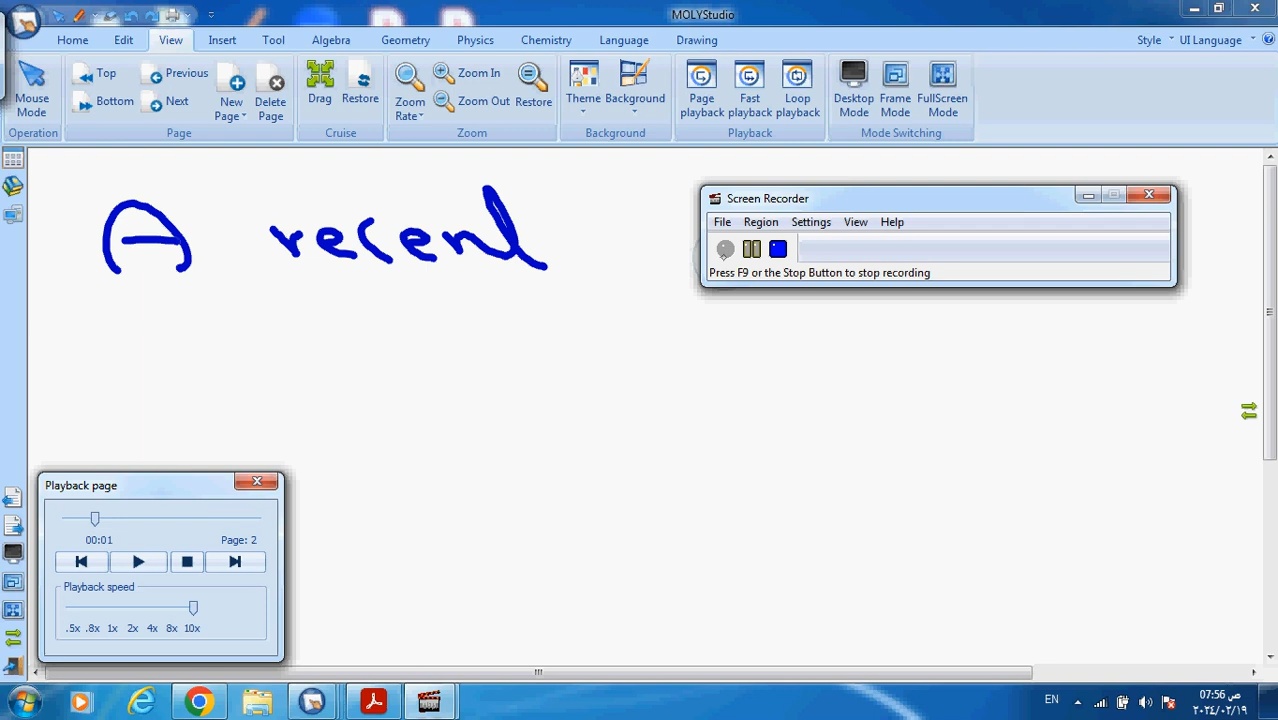 MOLYStudio
Home Edit View Insert Tool Algebra Geometry Physics Chemistry Language Drawing Style UI Language
Mouse Mode
Top
Bottom
Previous
Next
New Page
Delete Page
Drag
Restore
Zoom Rate
Zoom In
Zoom Out
Restore
Theme
Background
Page playback
Fast playback
Loop playback
Desktop Mode
Frame Mode
FullScreen Mode
Operation Page Cruise Zoom Background Playback Mode Switching
A recent
Screen Recorder
File Region Settings View Help
Press F9 or the Stop Button to stop recording
Playback page
00:01 Page: 2
Playback speed
.5x .8x 1x 2x 4x 8x 10x
EN
07:56 ص
٢٠٢٤/٠٢/١٩